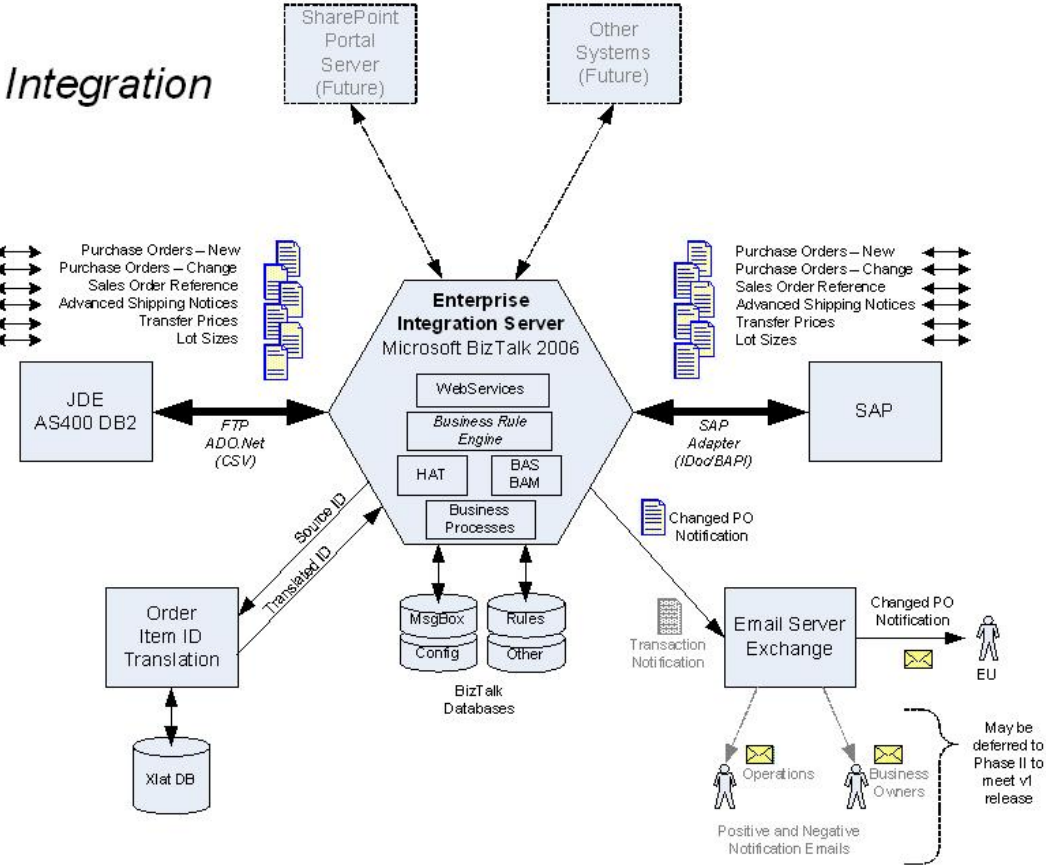 Integration
SharePoint
Portal
Server
(Future)
Other
Systems
(Future)
Purchase Orders – New
Purchase Orders – Change
Sales Order Reference
Advanced Shipping Notices
Transfer Prices
Lot Sizes
Purchase Orders – New
Purchase Orders – Change
Sales Order Reference
Advanced Shipping Notices
Transfer Prices
Lot Sizes
Enterprise
Integration Server
Microsoft BizTalk 2006
WebServices
Business Rule
Engine
HAT
BAS
BAM
Business
Processes
JDE
AS400 DB2
FTP
ADO.Net
(CSV)
SAP
Adapter
(IDoc/BAPI)
SAP
Source ID
Translated ID
Changed PO
Notification
Order
Item ID
Translation
MsgBox
Config
Rules
Other
BizTalk
Databases
Transaction
Notification
Email Server
Exchange
Changed PO
Notification
EU
Xlat DB
Operations
Business
Owners
Positive and Negative
Notification Emails
May be
deferred to
Phase II to
meet v1
release